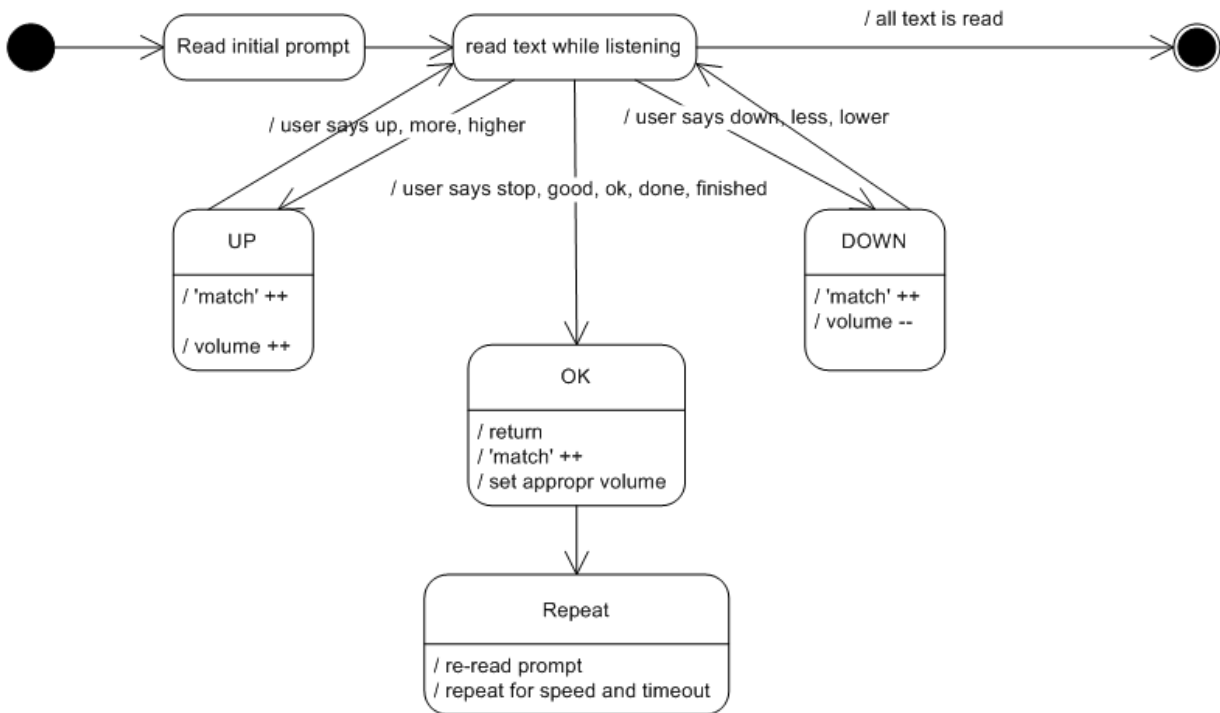 / all text is read
Read initial prompt
read text while listening
/ user says up, more, higher
/ user says down, less, lower
/ user says stop, good, ok, done, finished
UP
/ 'match' ++
/ volume ++
DOWN
/ 'match' ++
/ volume --
OK
/ return
/ 'match' ++
/ set appropr volume
Repeat
/ re-read prompt
/ repeat for speed and timeout